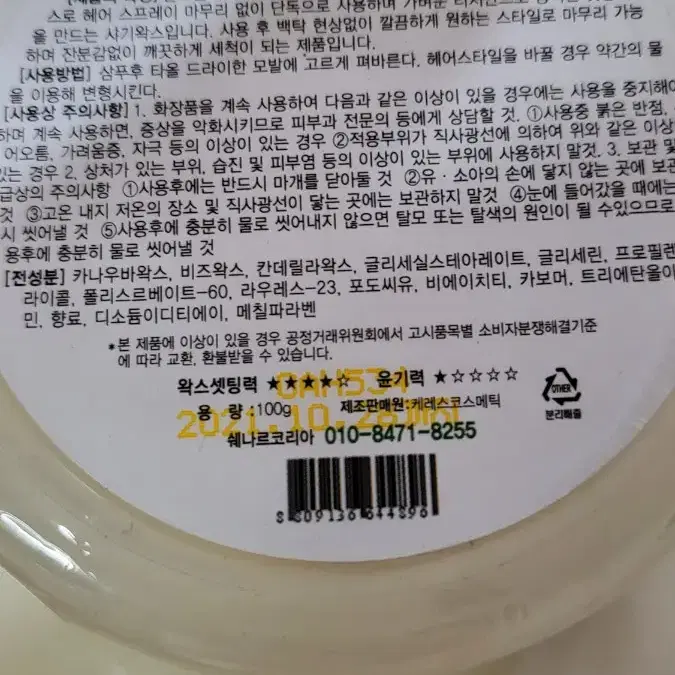 스로 헤어 스프레이 마무리 없이 단독으로 사용하며 가벼운
을 만드는 사기왁스입니다. 사용 후 백탁 현상없이 깔끔하게 원하는 스타일로 마무리 가능
하며 잔분감없이 깨끗하게 세척이 되는 제품입니다.
[사용방법] 샴푸후 타올 드라이한 모발에 고르게 펴바른다. 헤어스타일을 바꿀 경우 약간의 물
을 이용해 변형시킨다.
[사용상 주의사항] 1. 화장품을 계속 사용하여 다음과 같은 이상이 있을 경우에는 사용을 중지해야
하며 계속 사용하면, 증상을 악화시키므로 피부과 전문의 등에게 상담할 것. ①사용중 붉은 반점,
어오름, 가려움증, 자극 등의 이상이 있는 경우 ②적용부위가 직사광선에 의하여 위와 같은 이상
있는 경우 2. 상처가 있는 부위, 습진 및 피부염 등의 이상이 있는 부위에 사용하지 말것. 3. 보관 및
급상의 주의사항 ①사용후에는 반드시 마개를 닫아둘 것 ②유·소아의 손에 닿지 않는 곳에 보관
것 ③고온 내지 저온의 장소 및 직사광선이 닿는 곳에는 보관하지 말것 ④눈에 들어갔을 때에는
시 씻어낼 것 ⑤사용후에 충분히 물로 씻어내지 않으면 탈모 또는 탈색의 원인이 될 수있으므로
용후에 충분히 물로 씻어낼 것
[전성분] 카나우바왁스, 비즈왁스, 칸데릴라왁스, 글리세실스테아레이트, 글리세린, 프로필렌
라이콜, 폴리스르베이트-60, 라우레스-23, 포도씨유, 비에이치티, 카보머, 트리에탄올아
민, 향료, 디소듐이디티에이, 메칠파라벤
*본 제품에 이상이 있을 경우 공정거래위원회에서 고시품목별 소비자분쟁해결기준
에 따라 교환, 환불받을 수 있습니다.
왁스셋팅력 ★★★★☆ 윤기력 ★☆☆☆☆
용 량:100g 제조판매원:케레스코스메틱
2021.10.28까지
OTHER
분리배출
쉐나르코리아 010-8471-8255
8 809136 644896